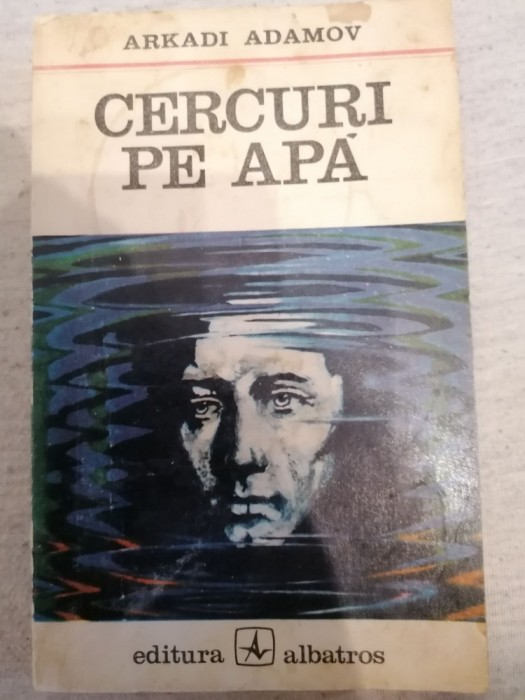 ARKADI ADAMOV
CERCURI
PE APĂ
editura albatros